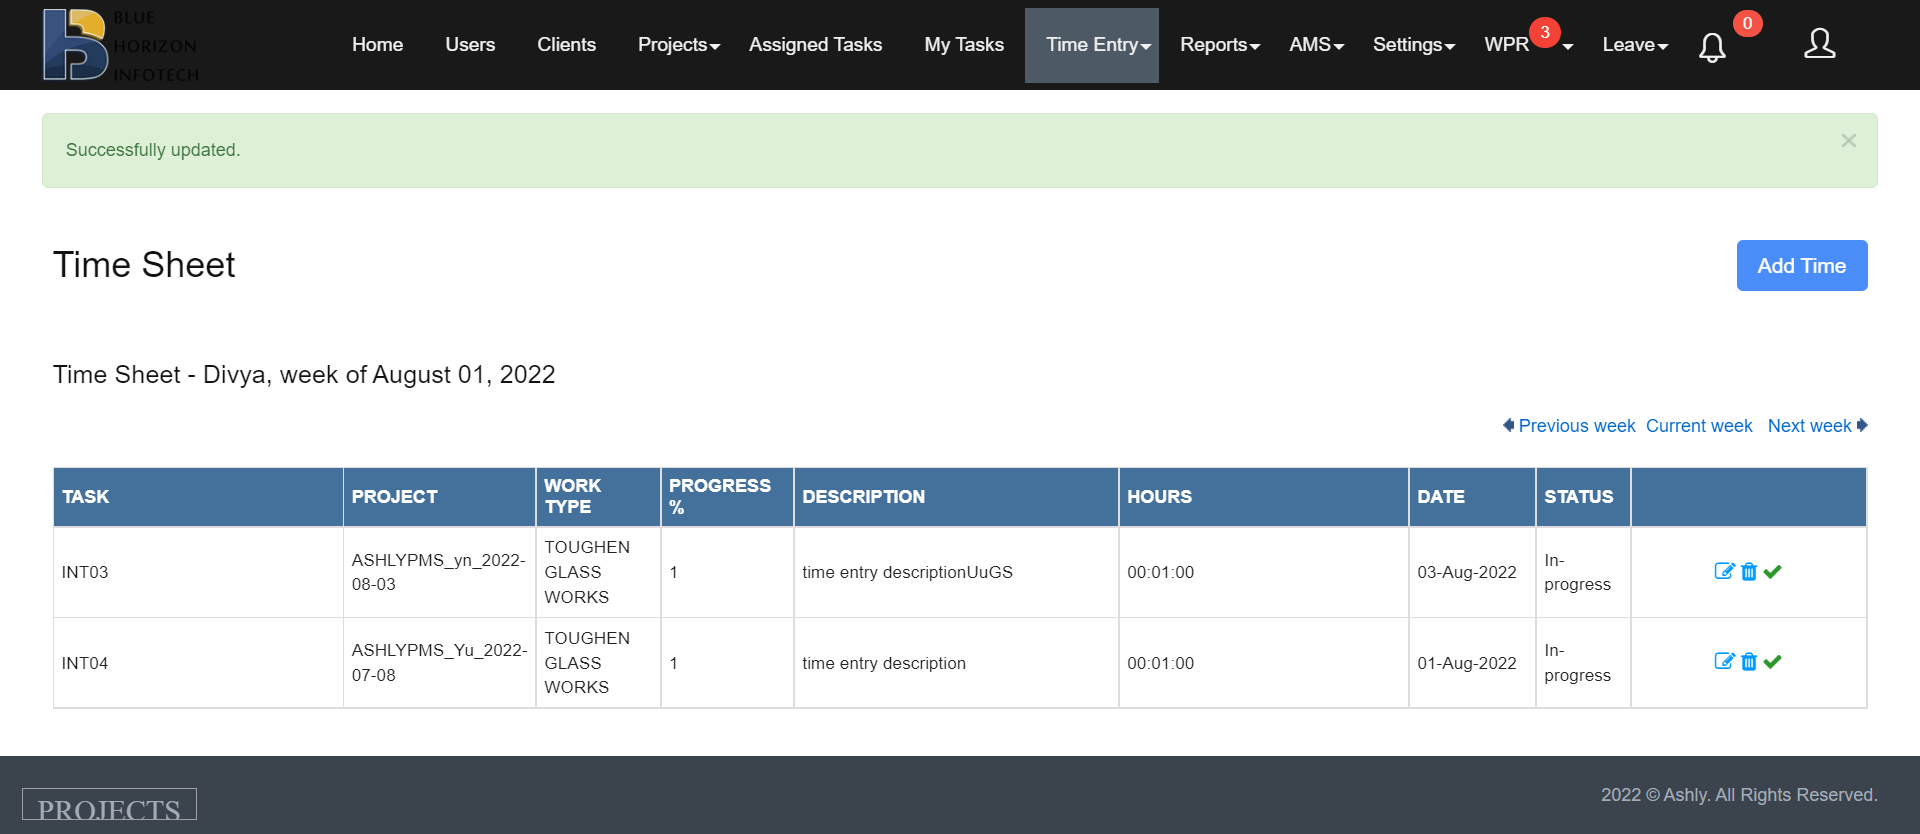 BLUE
HORIZON
INFOTECH
Home Users Clients Projects Assigned Tasks My Tasks Time Entry Reports AMS Settings WPR 3 Leave 0
Successfully updated.
×
Time Sheet
Add Time
Time Sheet - Divya, week of August 01, 2022
Previous week Current week Next week
TASK PROJECT WORK TYPE PROGRESS % DESCRIPTION HOURS DATE STATUS
INT03 ASHLYPMS_yn_2022-08-03 TOUGHEN GLASS WORKS 1 time entry descriptionUuGS 00:01:00 03-Aug-2022 In-progress
INT04 ASHLYPMS_Yu_2022-07-08 TOUGHEN GLASS WORKS 1 time entry description 00:01:00 01-Aug-2022 In-progress
PROJECTS
2022 © Ashly. All Rights Reserved.